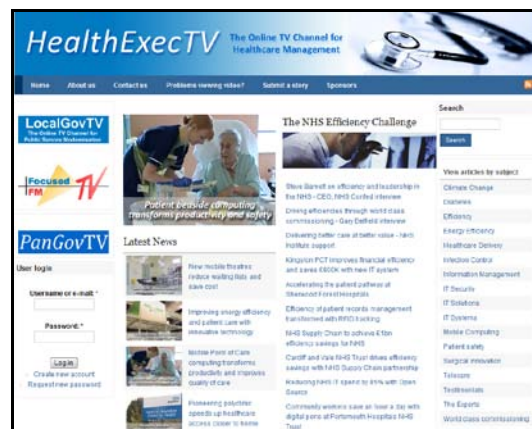 HealthExecTV
The Online TV Channel for
Healthcare Management
Home
About us
Contact us
Problems viewing video?
Submit a story
Sponsors
LocalGovTV
The Online TV Channel for
Public Service Modernisation
Focused
FM
TV
PanGovTV
User login
Username or e-mail: *
Password: *
Log in
Create new account
Request new password
Patient bedside computing
transforms productivity and safety
Latest News
New mobile theatres
reduce waiting lists and
save cost
Improving energy efficiency
and patient care with
innovative technology
Mobile Point of Care
computing transforms
productivity and improves
quality of care
Pioneering polyclinic
speeds up healthcare
access closer to home
The NHS Efficiency Challenge
Steve Barnett on efficiency and leadership
in the NHS - CEO, NHS Confed interview
Driving efficiencies through world class
commissioning - Gary Belfield interview
Delivering better care at better value - NHS
Institute support
Kingston PCT improves financial efficiency
and saves £600K with new IT system
Accelerating the patient pathway at
Sherwood Forest Hospitals
Efficiency of patient records management
transformed with RFID tracking
NHS Supply Chain to achieve £1bn
efficiency savings for NHS
Cardiff and Vale NHS Trust drives efficiency
savings with NHS Supply Chain partnership
Reducing NHS IT spend by 85% with Open
Source
Community workers save an hour a day with
digital pens at Portsmouth Hospitals NHS
Trust
Search
Search
View articles by subject
Climate Change
Diabetes
Efficiency
Energy Efficiency
Healthcare Delivery
Infection Control
Information Management
IT Security
IT Solutions
IT Systems
Mobile Computing
Patient safety
Surgical Innovation
Telecare
Testimonials
The Experts
World class commissioning